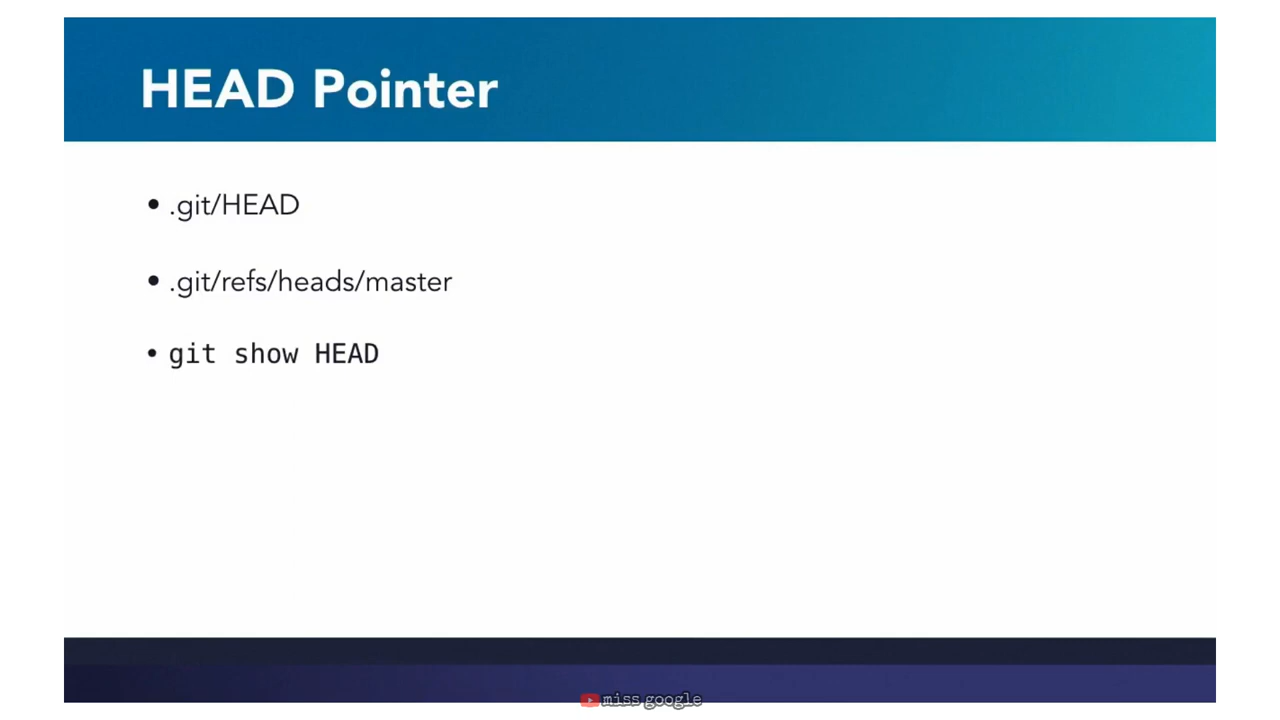 HEAD Pointer
• .git/HEAD
• .git/refs/heads/master
• git show HEAD
miss google